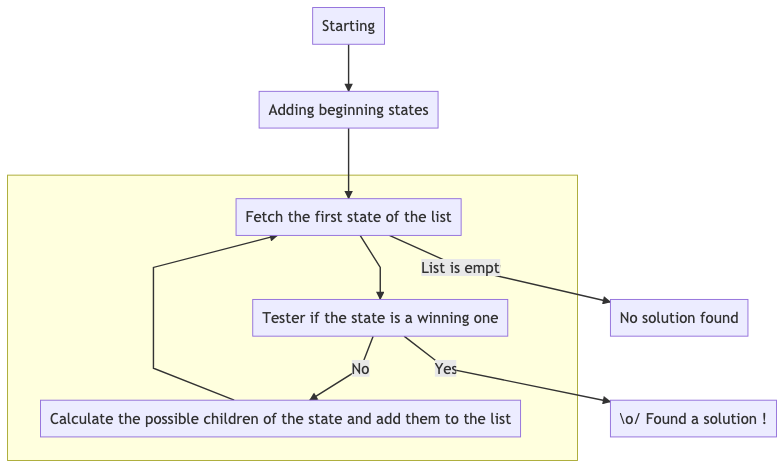 Starting
Adding beginning states
Fetch the first state of the list
List is empt
Tester if the state is a winning one
No solution found
No
Yes
Calculate the possible children of the state and add them to the list
\o/ Found a solution !